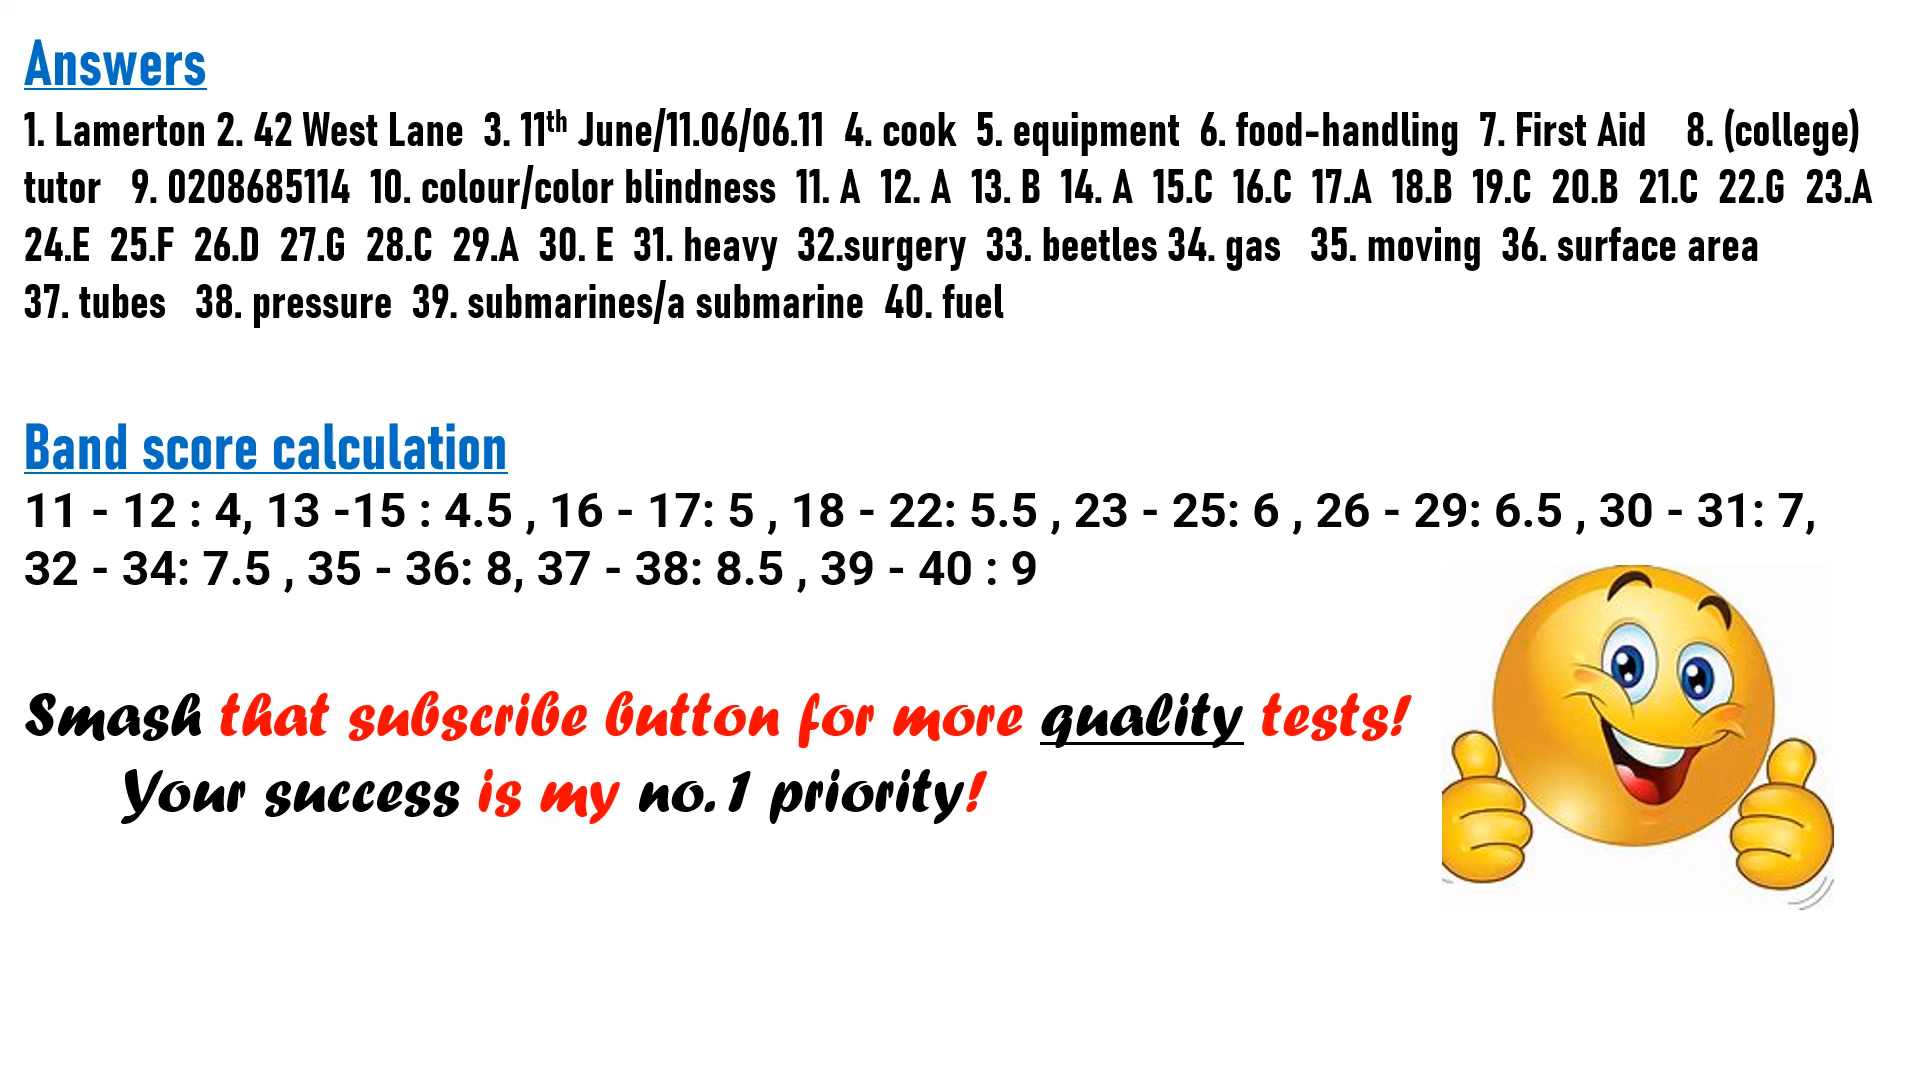 Answers
1. Lamerton 2. 42 West Lane 3. 11th June/11.06/06.11 4. cook 5. equipment 6. food-handling 7. First Aid 8. (college)
tutor 9. 0208685114 10. colour/color blindness 11. A 12. A 13. B 14. A 15.C 16.C 17.A 18.B 19.C 20.B 21.C 22.G 23.A
24.E 25.F 26.D 27.G 28.C 29.A 30. E 31. heavy 32.surgery 33. beetles 34. gas 35. moving 36. surface area
37. tubes 38. pressure 39. submarines/a submarine 40. fuel
Band score calculation
11 - 12 : 4, 13 -15 : 4.5 , 16 - 17: 5 , 18 - 22: 5.5 , 23 - 25: 6 , 26 - 29: 6.5 , 30 - 31: 7,
32 - 34: 7.5 , 35 - 36: 8, 37 - 38: 8.5 , 39 - 40 : 9
Smash that subscribe button for more quality tests!
Your success is my no. 1 priority!